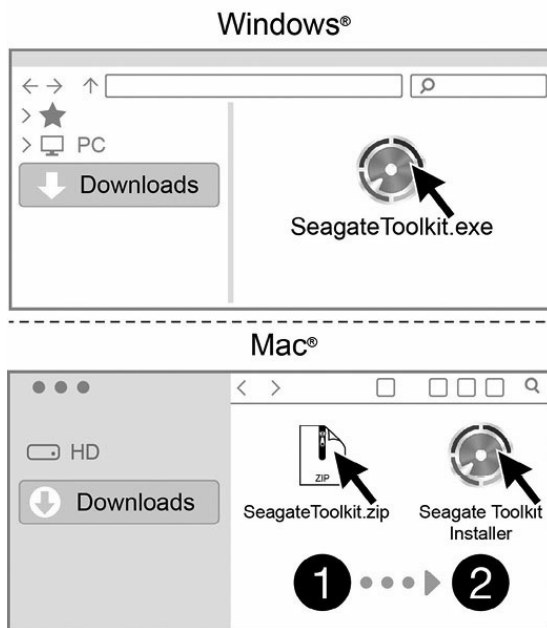 Windows®
PC
Downloads
SeagateToolkit.exe
Mac®
HD
Downloads
ZIP
SeagateToolkit.zip
Seagate Toolkit
Installer
1
2